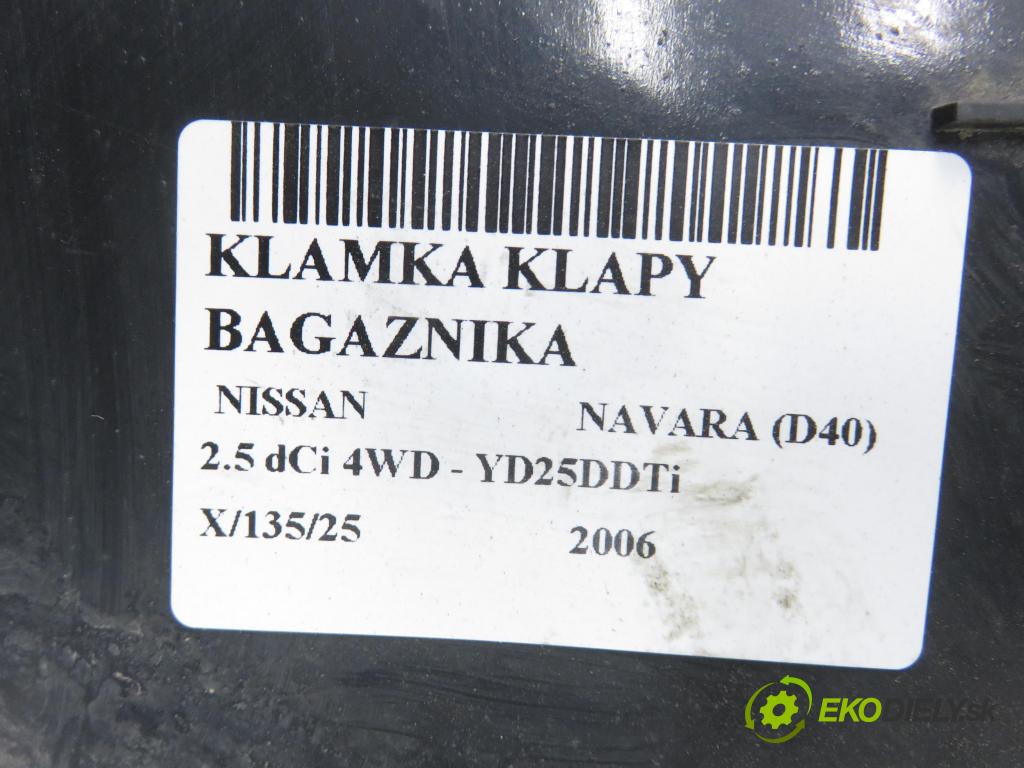 KLAMKA KLAPY
BAGAZNIKA
NISSAN NAVARA (D40)
2.5 dCi 4WD - YD25DDTi
X/135/25 2006
EKODIELY.sk